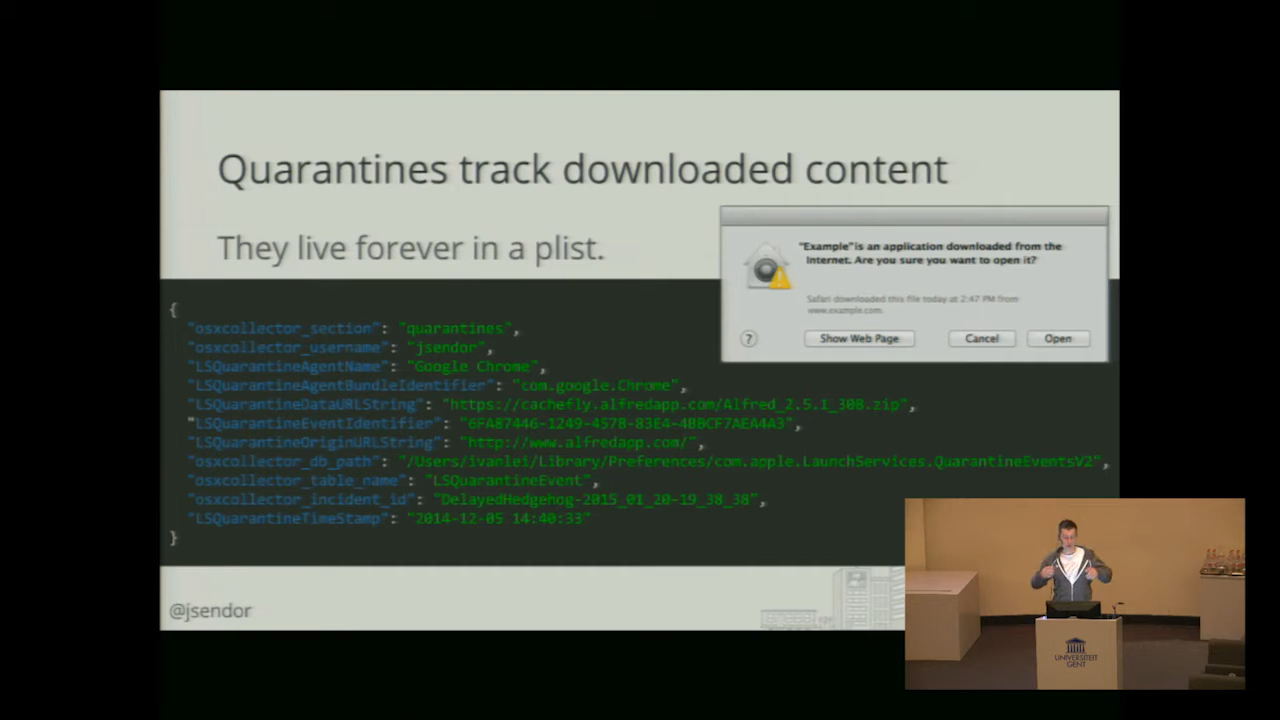 Quarantines track downloaded content
They live forever in a plist.
"Example" is an application downloaded from the
Internet. Are you sure you want to open it?
Safari downloaded this file today at 2:47 PM from
www.example.com.
?
Show Web Page
Cancel
Open
{
"osxcollector_section": "quarantines",
"osxcollector_username": "jsendor",
"LSQuarantineAgentName": "Google Chrome",
"LSQuarantineAgentBundleIdentifier": "com.google.Chrome",
"LSQuarantineDataURLString": "https://cachefly.alfredapp.com/Alfred_2.5.1_308.zip",
"LSQuarantineEventIdentifier": "6FA87446-1249-4578-83E4-4BBCF7AEA4A3",
"LSQuarantineOriginURLString": "http://www.alfredapp.com/",
"osxcollector_db_path": "/Users/ivanlei/Library/Preferences/com.apple.LaunchServices.QuarantineEventsV2",
"osxcollector_table_name": "LSQuarantineEvent",
"osxcollector_incident_id": "DelayedHedgehog-2015_01_20-19_38_38",
"LSQuarantineTimeStamp": "2014-12-05 14:40:33"
}
@jsendor
UNIVERSITEIT
GENT